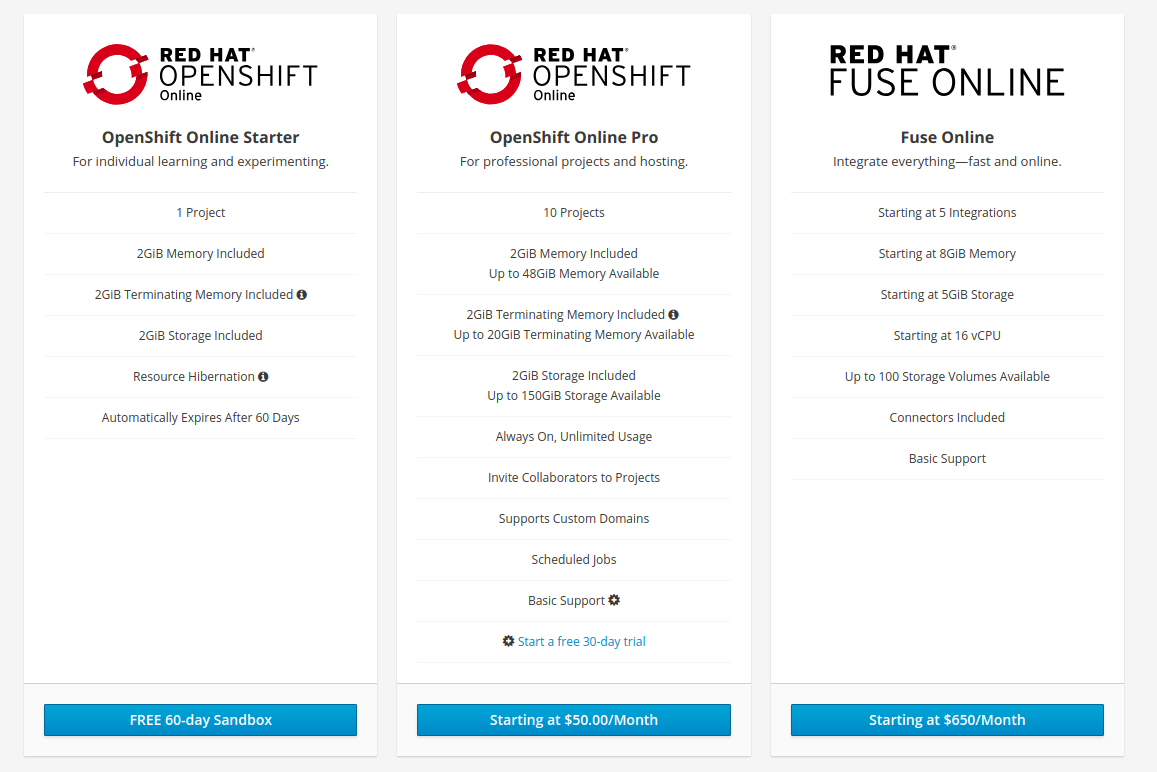 RED HAT®
OPENSHIFT
Online
OpenShift Online Starter
For individual learning and experimenting.
1 Project
2GiB Memory Included
2GiB Terminating Memory Included
2GiB Storage Included
Resource Hibernation
Automatically Expires After 60 Days
FREE 60-day Sandbox
RED HAT®
OPENSHIFT
Online
OpenShift Online Pro
For professional projects and hosting.
10 Projects
2GiB Memory Included
Up to 48GiB Memory Available
2GiB Terminating Memory Included
Up to 20GiB Terminating Memory Available
2GiB Storage Included
Up to 150GiB Storage Available
Always On, Unlimited Usage
Invite Collaborators to Projects
Supports Custom Domains
Scheduled Jobs
Basic Support
Start a free 30-day trial
Starting at $50.00/Month
RED HAT®
FUSE ONLINE
Fuse Online
Integrate everything—fast and online.
Starting at 5 Integrations
Starting at 8GiB Memory
Starting at 5GiB Storage
Starting at 16 vCPU
Up to 100 Storage Volumes Available
Connectors Included
Basic Support
Starting at $650/Month